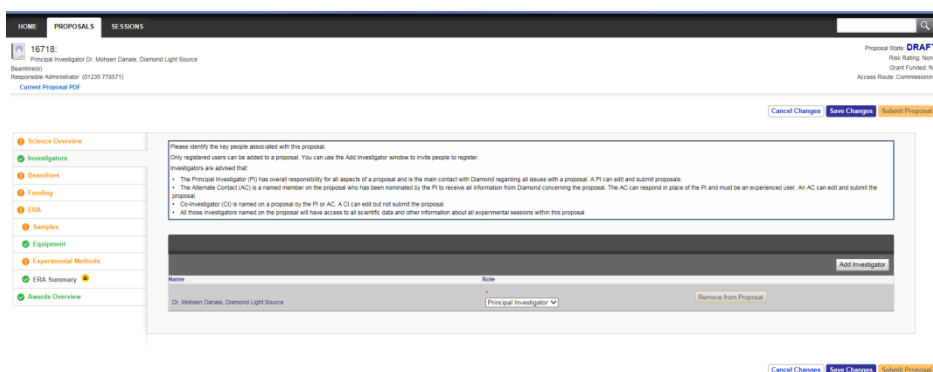 HOME PROPOSALS SESSIONS
16718:
Principal Investigator Dr. Mohsen Danaie, Diamond Light Source
Beamline(s)
Responsible Administrator (01235 778571)
Current Proposal PDF
Proposal State: DRAFT
Risk Rating: Non
Grant Funded: N
Access Route: Commissionin
Cancel Changes Save Changes Submit Proposal
Science Overview
Investigators
Beamlines
Funding
ERA
Samples
Equipment
Experimental Methods
ERA Summary
Awards Overview
Please identify the key people associated with this proposal.
Only registered users can be added to a proposal. You can use the Add Investigator window to invite people to register.
Investigators are advised that:
• The Principal Investigator (PI) has overall responsibility for all aspects of a proposal and is the main contact with Diamond regarding all issues with a proposal. A PI can edit and submit proposals.
• The Alternate Contact (AC) is a named member on the proposal who has been nominated by the PI to receive all information from Diamond concerning the proposal. The AC can respond in place of the PI and must be an experienced user. An AC can edit and submit the
proposal.
• Co-Investigator (CI) is named on a proposal by the PI or AC. A CI can edit but not submit the proposal.
• All those investigators named on the proposal will have access to all scientific data and other information about all experimental sessions within this proposal.
Add Investigator
Name Role
*
Dr. Mohsen Danaie, Diamond Light Source Principal Investigator Remove from Proposal
Cancel Changes Save Changes Submit Proposal